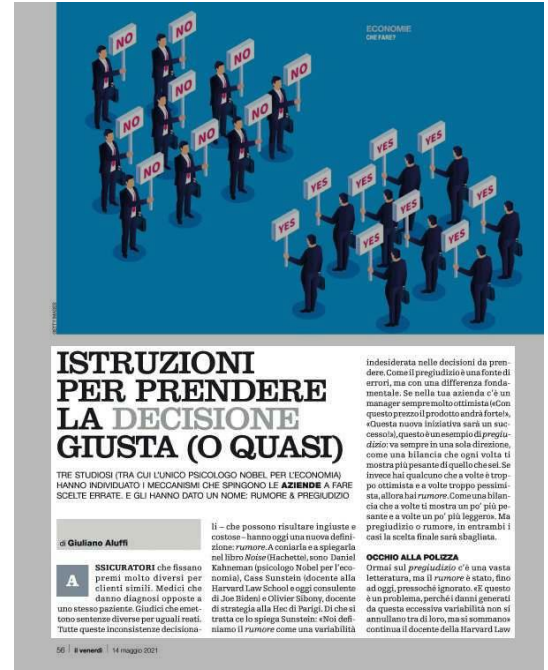 ECONOMIE
CHE FARE?
NO
NO
NO
NO
NO
NO
NO
NO
NO
NO
YES
YES
YES
YES
YES
YES
YES
YES
YES
YES
ISTRUZIONI
PER PRENDERE
LA DECISIONE
GIUSTA (O QUASI)
TRE STUDIOSI (TRA CUI L'UNICO PSICOLOGO NOBEL PER L'ECONOMIA)
HANNO INDIVIDUATO I MECCANISMI CHE SPINGONO LE AZIENDE A FARE
SCELTE ERRATE. E GLI HANNO DATO UN NOME: RUMORE & PREGIUDIZIO
di Giuliano Aluffi
ASSICURATORI che fissano
premi molto diversi per
clienti simili. Medici che
danno diagnosi opposte a
uno stesso paziente. Giudici che emet-
tono sentenze diverse per uguali reati.
Tutte queste inconsistenze decisiona-
li – che possono risultare ingiuste e
costose – hanno oggi una nuova defini-
zione: rumore. A coniarla e a spiegarla
nel libro Noise (Hachette), sono Daniel
Kahneman (psicologo Nobel per l'eco-
nomia), Cass Sunstein (docente alla
Harvard Law School e oggi consulente
di Joe Biden) e Olivier Sibony, docente
di strategia alla Hec di Parigi. Di che si
tratta ce lo spiega Sunstein: «Noi defi-
niamo il rumore come una variabilità
indesiderata nelle decisioni da pren-
dere. Come il pregiudizio è una fonte di
errori, ma con una differenza fonda-
mentale. Se nella tua azienda c'è un
manager sempre molto ottimista («Con
questo prezzo il prodotto andrà forte!»,
«Questa nuova iniziativa sarà un suc-
cesso!»), questo è un esempio di pregiu-
dizio: va sempre in una sola direzione,
come una bilancia che ogni volta ti
mostra più pesante di quello che sei. Se
invece hai qualcuno che a volte è trop-
po ottimista e a volte troppo pessimi-
sta, allora hai rumore. Come una bilan-
cia che a volte ti mostra un po' più pe-
sante e a volte un po' più leggero». Ma
pregiudizio o rumore, in entrambi i
casi la scelta finale sarà sbagliata.
OCCHIO ALLA POLIZZA
Ormai sul pregiudizio c'è una vasta
letteratura, ma il rumore è stato, fino
ad oggi, pressoché ignorato. «E questo
è un problema, perché i danni generati
da questa eccessiva variabilità non si
annullano tra di loro, ma si sommano»
continua il docente della Harvard Law
56 | il venerdì | 14 maggio 2021